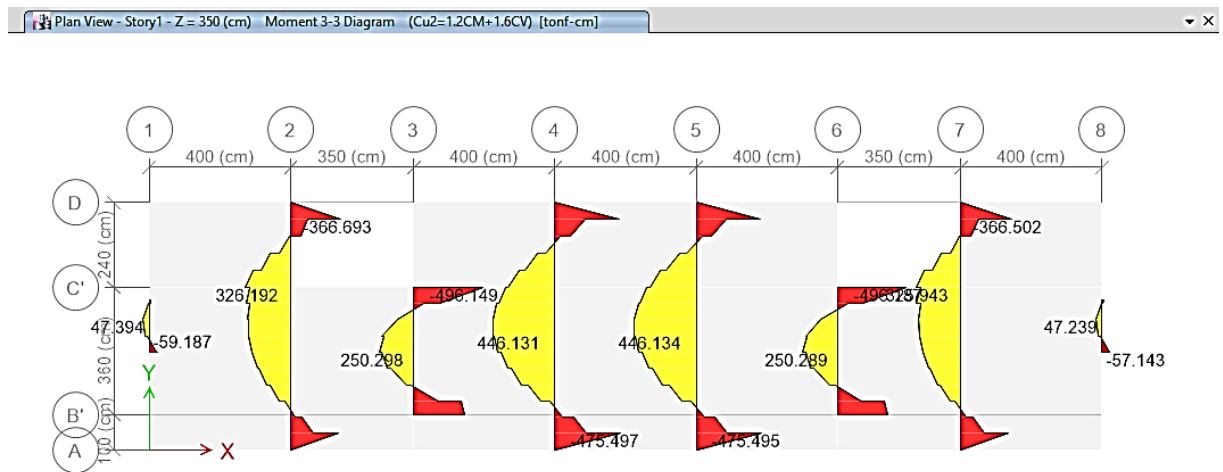 Plan View - Story1 - Z = 350 (cm) Moment 3-3 Diagram (Cu2=1.2CM+1.6CV) [tonf-cm]
1 2 3 4 5 6 7 8
400 (cm) 350 (cm) 400 (cm) 400 (cm) 400 (cm) 350 (cm) 400 (cm)
D
-366.693 -366.502
240 (cm)
C'
326.192 -496.149
47.394 -59.187 47.239 -57.143
360 (cm)
250.298 446.131 446.134 250.289
Y
B'
-475.497 -475.495
100 (cm)
A
X